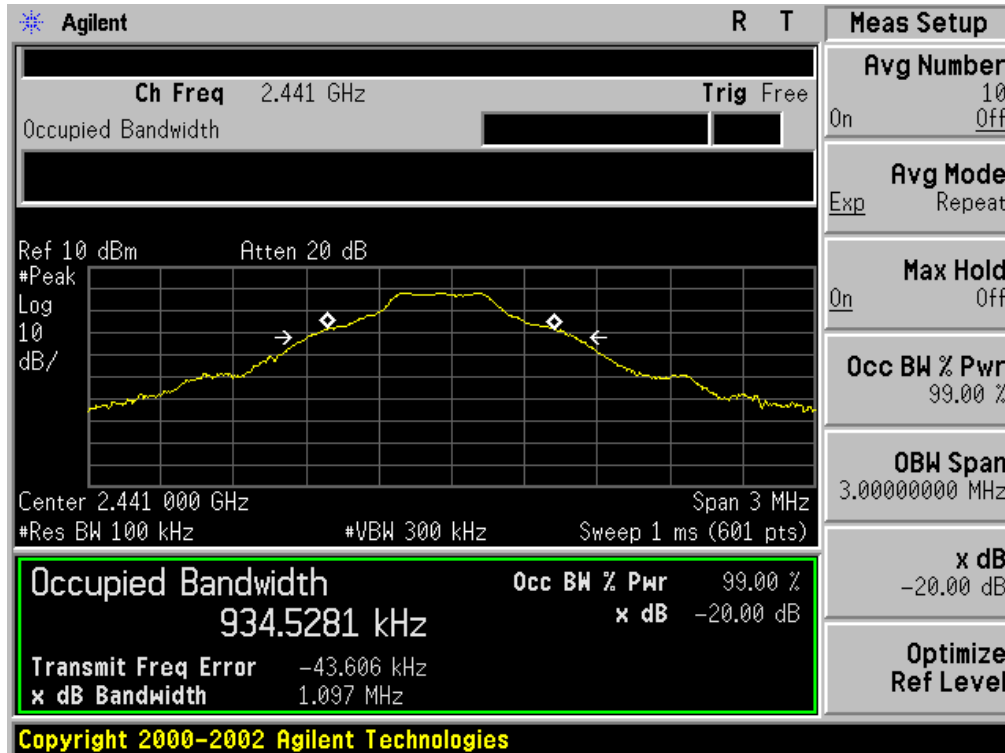 Agilent R T
Ch Freq 2.441 GHz Trig Free
Occupied Bandwidth
Ref 10 dBm Atten 20 dB
#Peak
Log
10
dB/
Center 2.441 000 GHz Span 3 MHz
#Res BW 100 kHz #VBW 300 kHz Sweep 1 ms (601 pts)
Occupied Bandwidth Occ BW % Pwr 99.00 %
934.5281 kHz x dB -20.00 dB
Transmit Freq Error -43.606 kHz
x dB Bandwidth 1.097 MHz
Copyright 2000-2002 Agilent Technologies
Meas Setup
Avg Number
10
On Off
Avg Mode
Exp Repeat
Max Hold
On Off
Occ BW % Pwr
99.00 %
OBW Span
3.00000000 MHz
x dB
-20.00 dB
Optimize
Ref Level